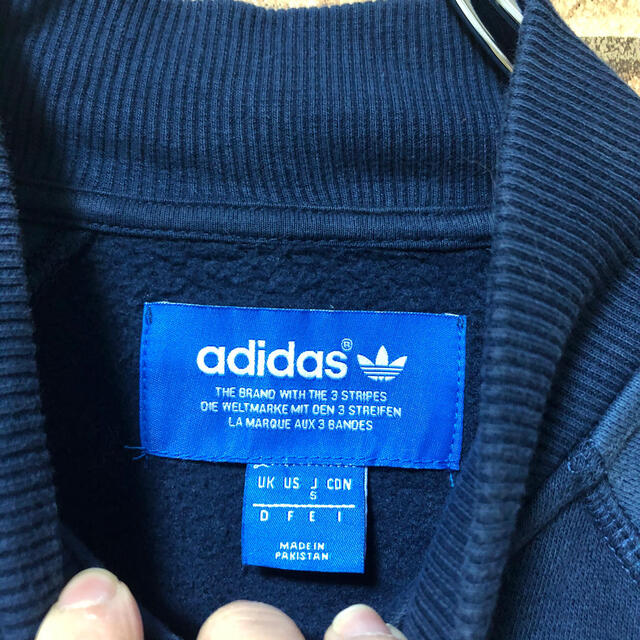 adidas®
THE BRAND WITH THE 3 STRIPES
DIE WELTMARKE MIT DEN 3 STREIFEN
LA MARQUE AUX 3 BANDES
UK US J CDN
S
D F E I
MADE IN
PAKISTAN